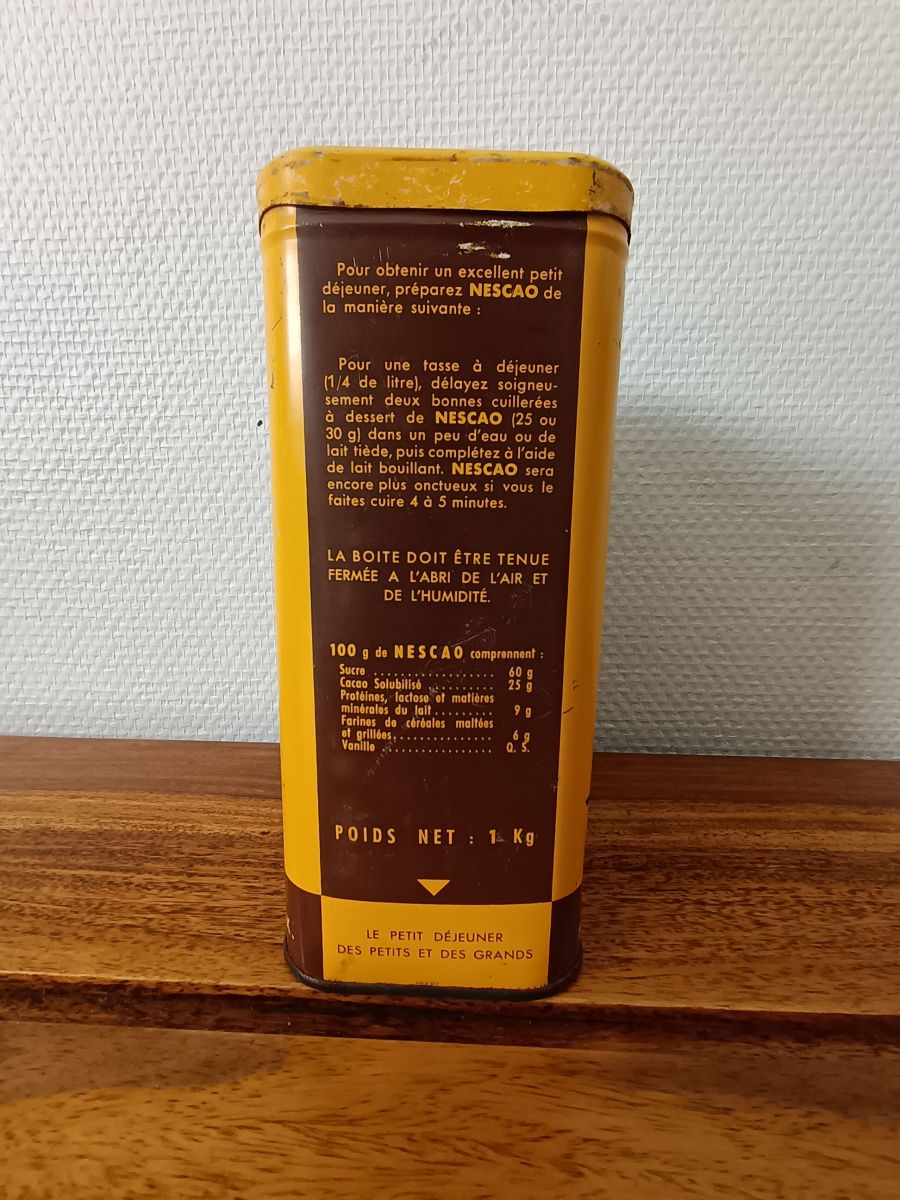 Pour obtenir un excellent petit
déjeuner, préparez NESCAO de
la manière suivante :
Pour une tasse à déjeuner
(1/4 de litre), délayez soigneu-
sement deux bonnes cuillerées
à dessert de NESCAO (25 ou
30 g) dans un peu d'eau ou de
lait tiède, puis complétez à l'aide
de lait bouillant. NESCAO sera
encore plus onctueux si vous le
faites cuire 4 à 5 minutes.
LA BOITE DOIT ÊTRE TENUE
FERMÉE A L'ABRI DE L'AIR ET
DE L'HUMIDITÉ.
100 g de NESCAO comprennent :
Sucre .................... 60 g
Cacao Solubilisé .......... 25 g
Protéines, lactose et matières
minérales du lait .......... 9 g
Farines de céréales maltées
et grillées ................ 6 g
Vanille ................... Q. S.
POIDS NET : 1 Kg
LE PETIT DÉJEUNER
DES PETITS ET DES GRANDS